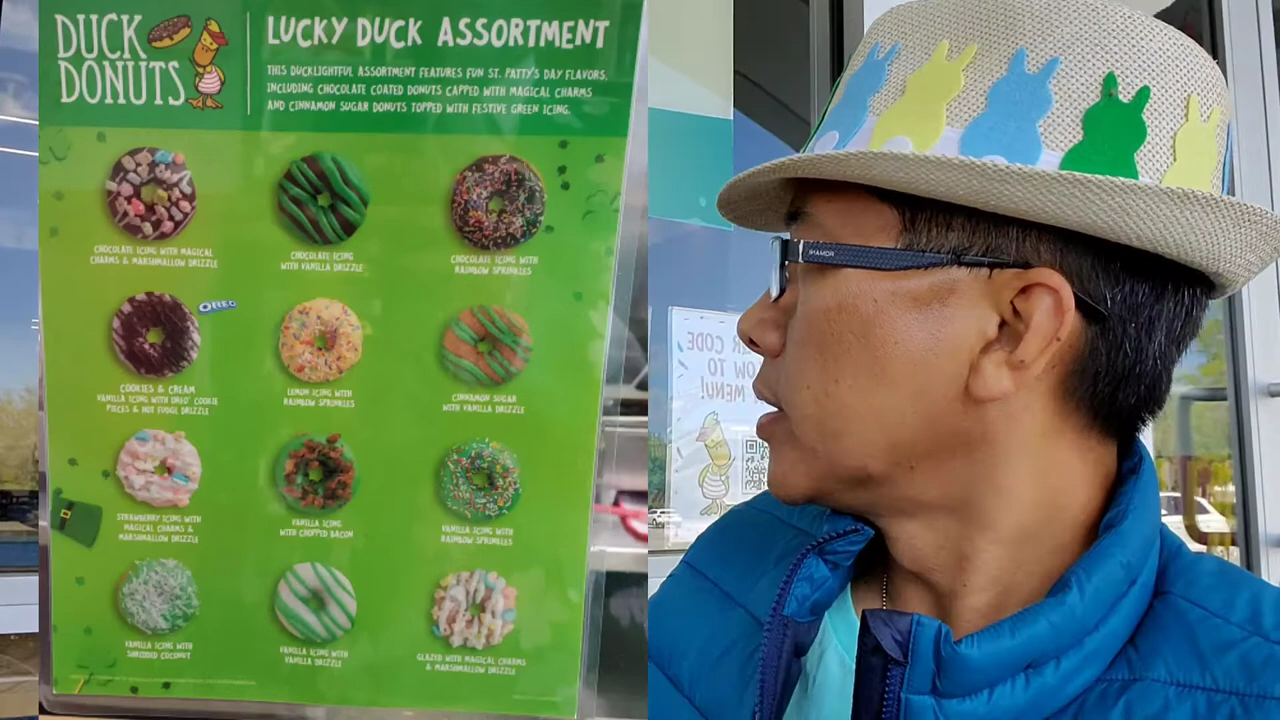 DUCK
DONUTS
LUCKY DUCK ASSORTMENT
THIS DUCKLIGHTFUL ASSORTMENT FEATURES FUN ST. PATTY'S DAY FLAVORS,
INCLUDING CHOCOLATE COATED DONUTS CAPPED WITH MAGICAL CHARMS
AND CINNAMON SUGAR DONUTS TOPPED WITH FESTIVE GREEN ICING.
CHOCOLATE ICING WITH MAGICAL
CHARMS & MARSHMALLOW DRIZZLE
CHOCOLATE ICING
WITH VANILLA DRIZZLE
CHOCOLATE ICING WITH
RAINBOW SPRINKLES
OREO
COOKIES & CREAM
VANILLA ICING WITH OREO® COOKIE
PIECES & HOT FUDGE DRIZZLE
LEMON ICING WITH
RAINBOW SPRINKLES
CINNAMON SUGAR
WITH VANILLA DRIZZLE
STRAWBERRY ICING WITH
MAGICAL CHARMS &
MARSHMALLOW DRIZZLE
VANILLA ICING
WITH CHOPPED BACON
VANILLA ICING WITH
RAINBOW SPRINKLES
VANILLA ICING WITH
SHREDDED COCONUT
VANILLA ICING WITH
VANILLA DRIZZLE
GLAZED WITH MAGICAL CHARMS
& MARSHMALLOW DRIZZLE
ROMANI
CODE
TO
MENU!